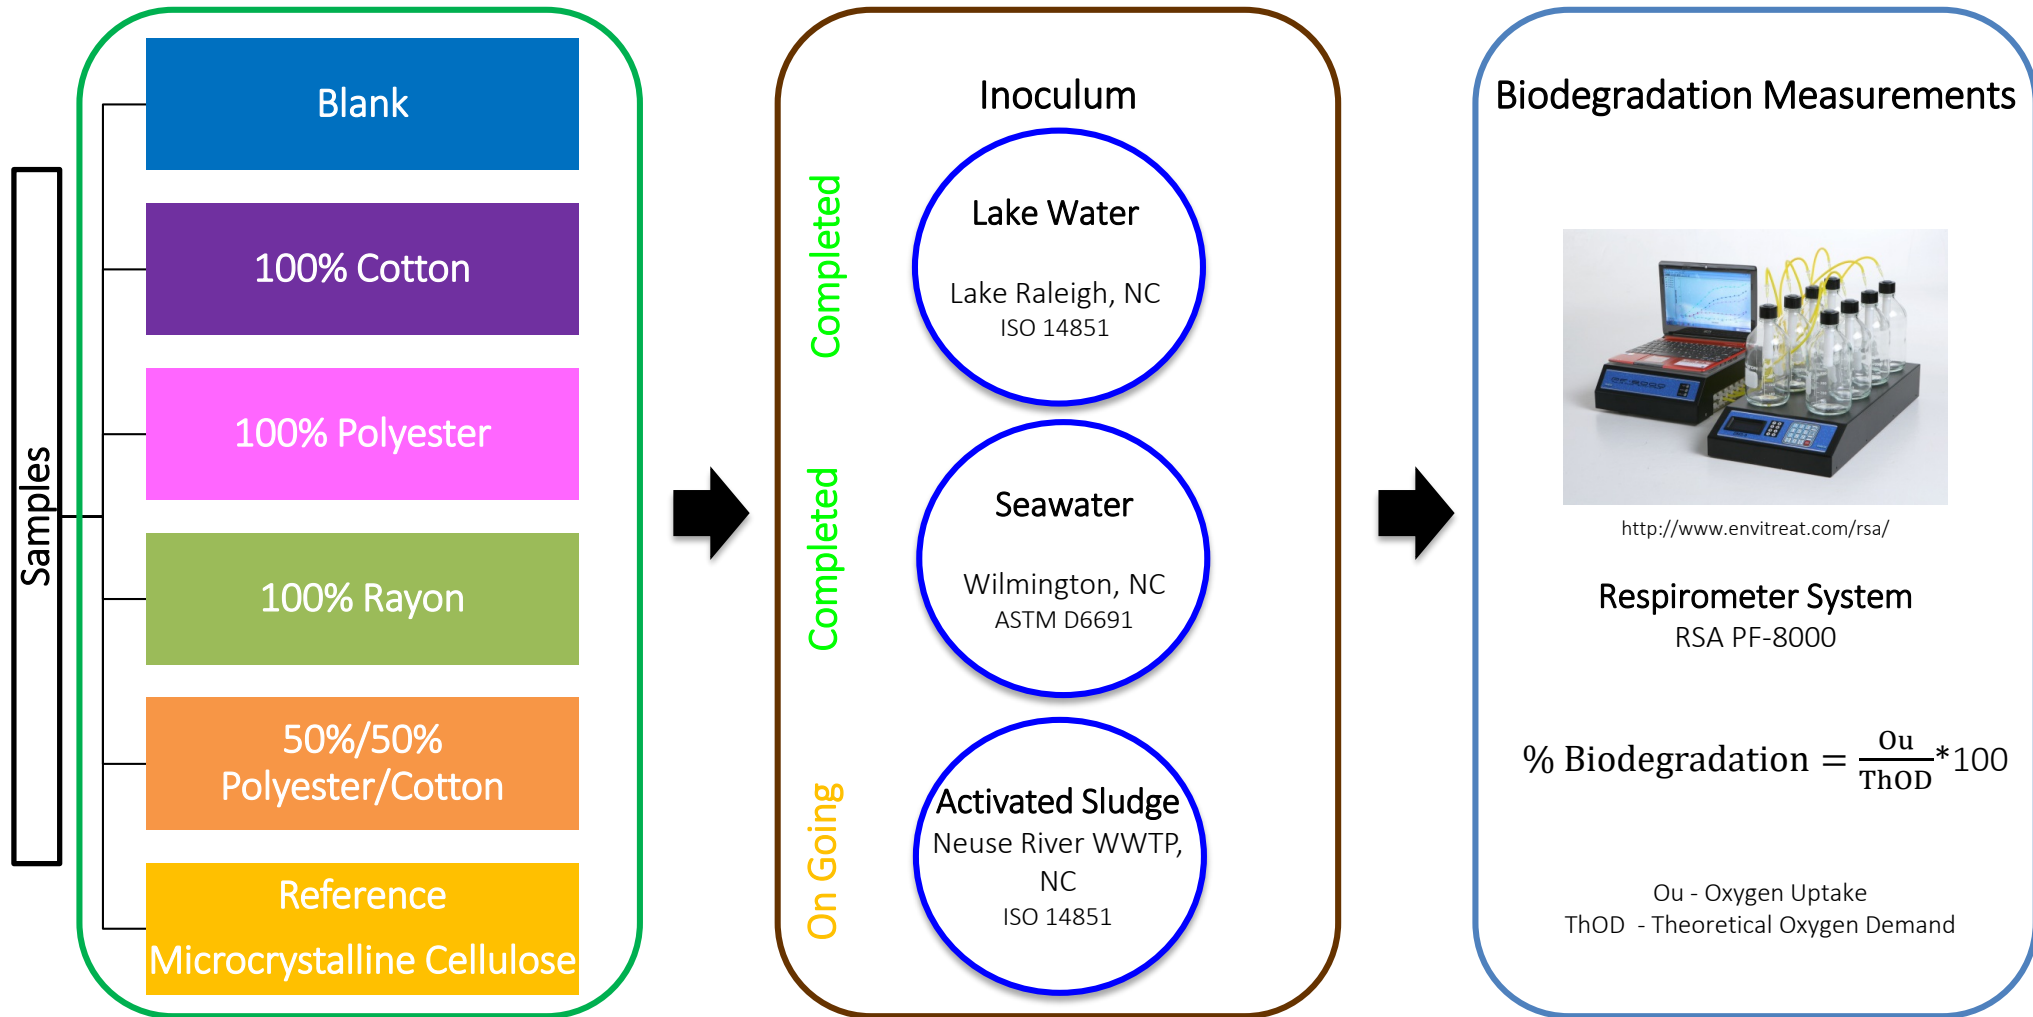 Samples
Blank
100% Cotton
100% Polyester
100% Rayon
50%/50%
Polyester/Cotton
Reference
Microcrystalline Cellulose
Inoculum
Completed
Lake Water
Lake Raleigh, NC
ISO 14851
Completed
Seawater
Wilmington, NC
ASTM D6691
On Going
Activated Sludge
Neuse River WWTP,
NC
ISO 14851
Biodegradation Measurements
http://www.envitreat.com/rsa/
Respirometer System
RSA PF-8000
% Biodegradation = Ou/ThOD *100
Ou - Oxygen Uptake
ThOD - Theoretical Oxygen Demand